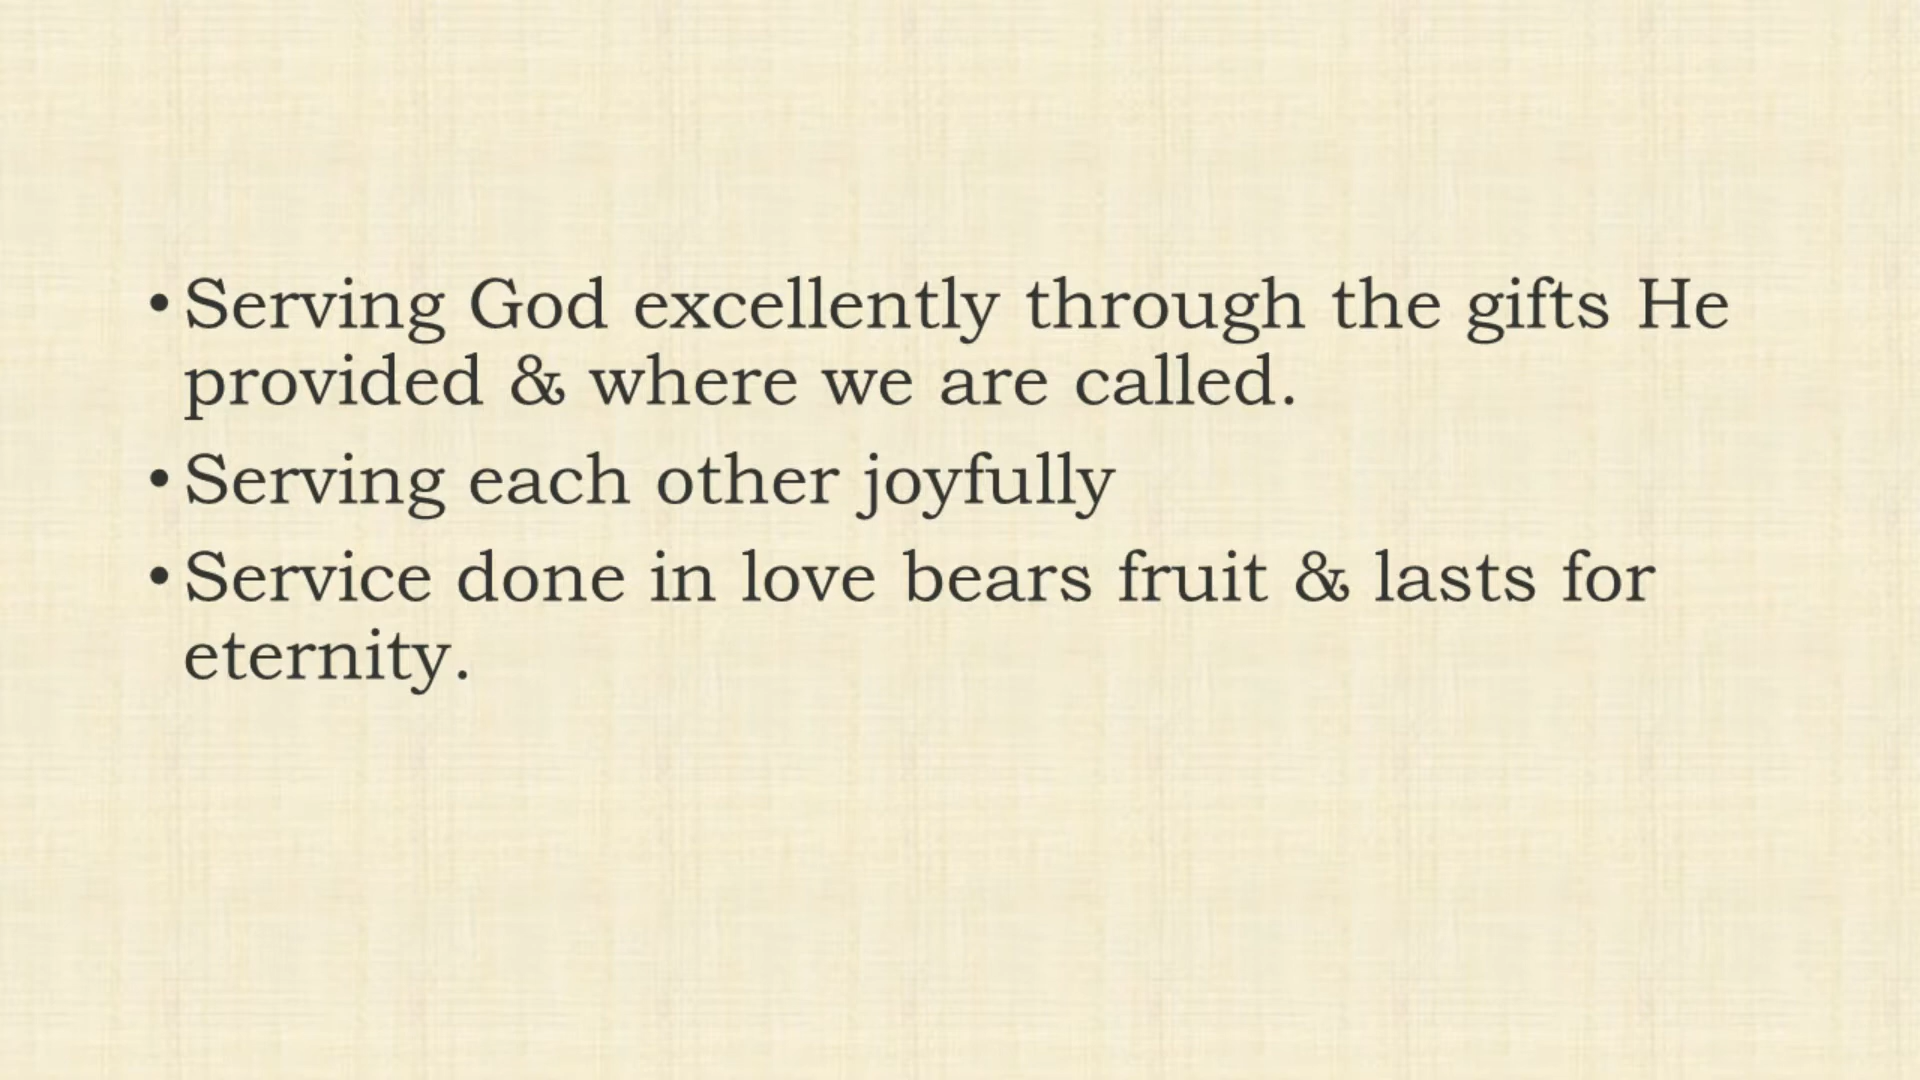 • Serving God excellently through the gifts He
provided & where we are called.
• Serving each other joyfully
• Service done in love bears fruit & lasts for
eternity.